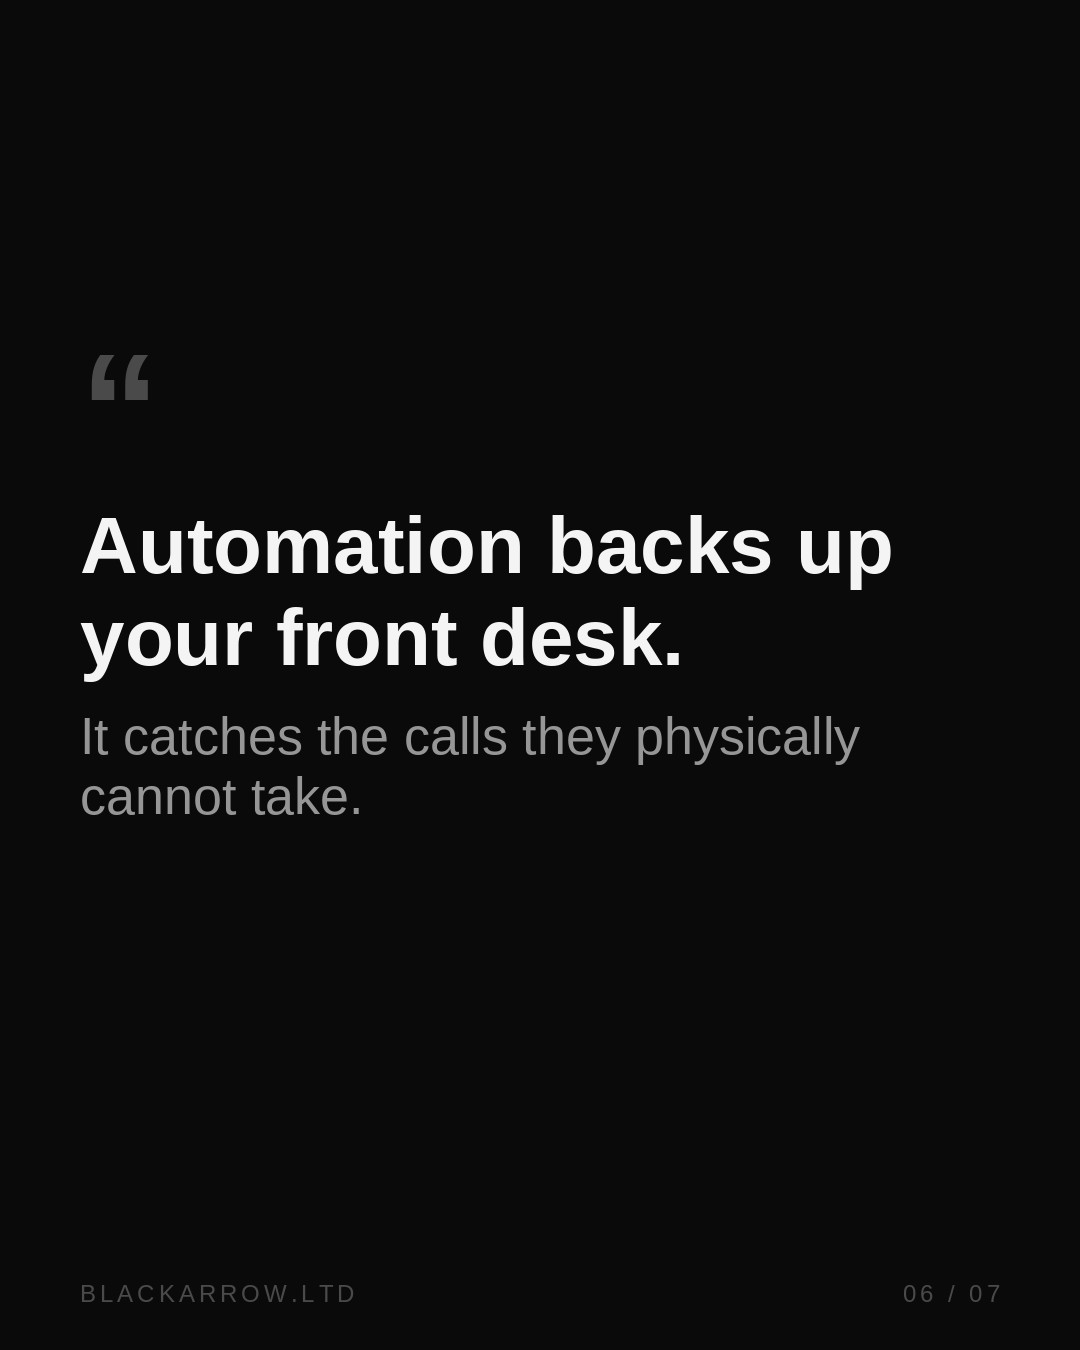 “
Automation backs up
your front desk.
It catches the calls they physically
cannot take.
BLACKARROW.LTD
06 / 07